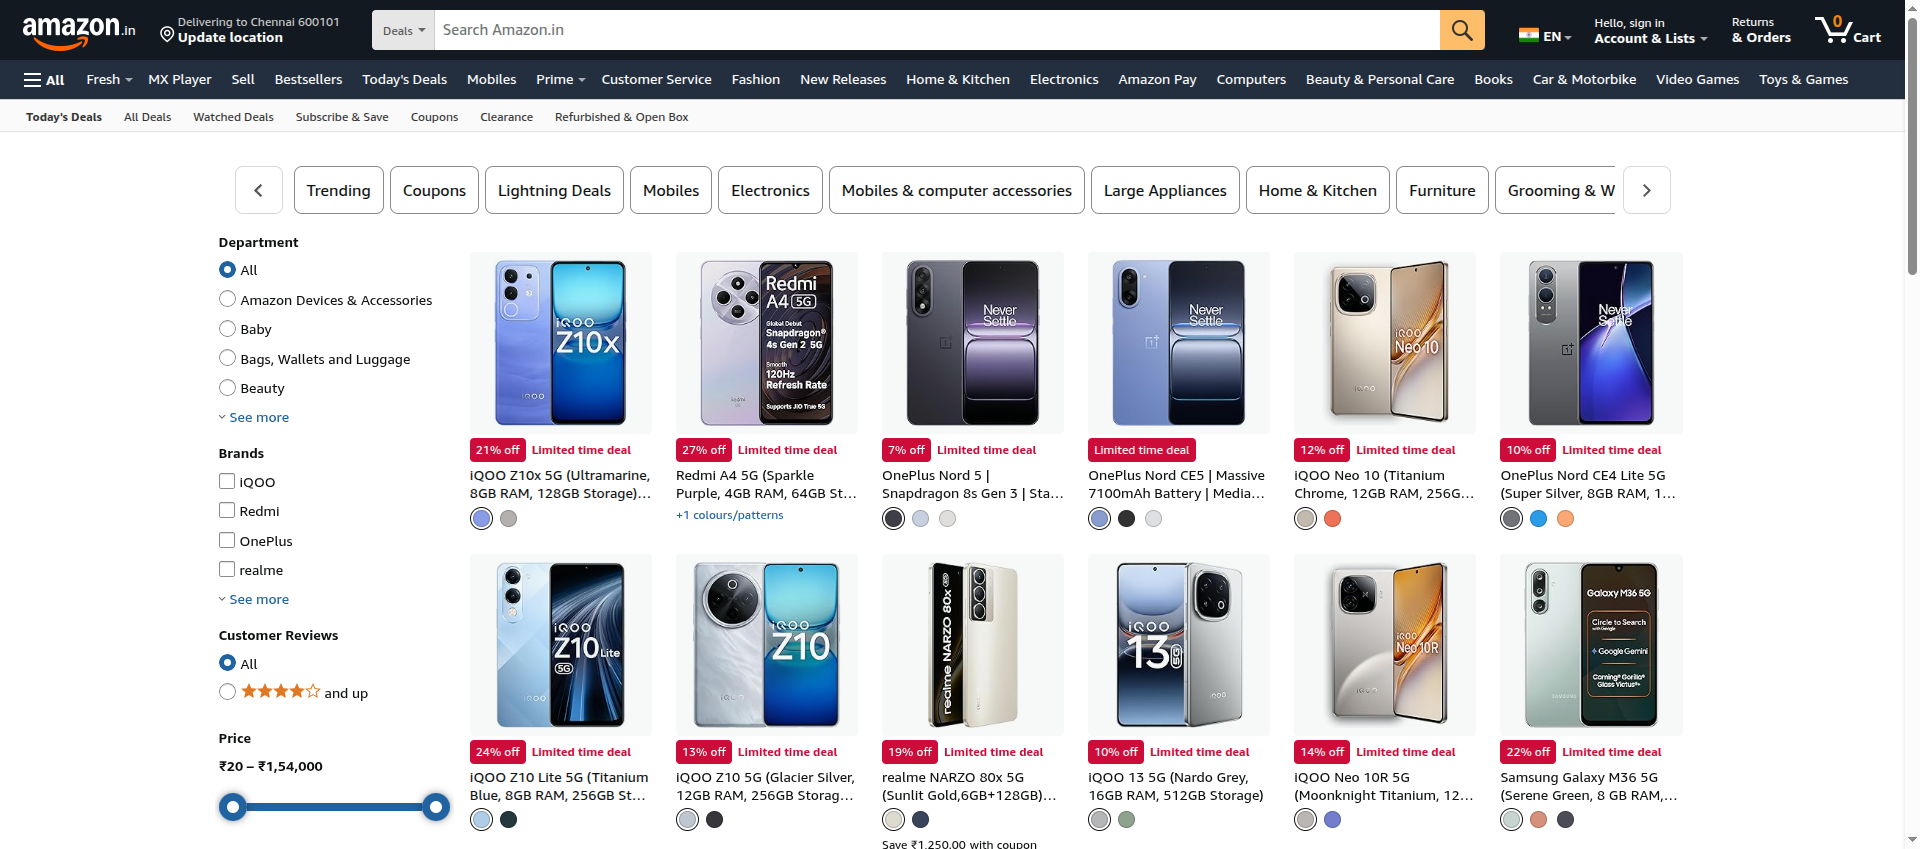 amazon.in
Delivering to Chennai 600101
Update location
Deals
Search Amazon.in
EN
Hello, sign in
Account & Lists
Returns
& Orders
0
Cart
All
Fresh
MX Player
Sell
Bestsellers
Today's Deals
Mobiles
Prime
Customer Service
Fashion
New Releases
Home & Kitchen
Electronics
Amazon Pay
Computers
Beauty & Personal Care
Books
Car & Motorbike
Video Games
Toys & Games
Today's Deals
All Deals
Watched Deals
Subscribe & Save
Coupons
Clearance
Refurbished & Open Box
Trending
Coupons
Lightning Deals
Mobiles
Electronics
Mobiles & computer accessories
Large Appliances
Home & Kitchen
Furniture
Grooming & W
Department
All
Amazon Devices & Accessories
Baby
Bags, Wallets and Luggage
Beauty
See more
Brands
iQOO
Redmi
OnePlus
realme
See more
Customer Reviews
All
and up
Price
₹20 – ₹1,54,000
iQOO
Z10x
iQOO
21% off
Limited time deal
iQOO Z10x 5G (Ultramarine,
8GB RAM, 128GB Storage)...
Redmi
A4 5G
Global Debut
Snapdragon®
4s Gen 2 5G
Smooth
120Hz
Refresh Rate
Supports JIO True 5G
27% off
Limited time deal
Redmi A4 5G (Sparkle
Purple, 4GB RAM, 64GB St...
+1 colours/patterns
Never
Settle
7% off
Limited time deal
OnePlus Nord 5 |
Snapdragon 8s Gen 3 | Sta...
Never
Settle
Limited time deal
OnePlus Nord CE5 | Massive
7100mAh Battery | Media...
iQOO
Neo 10
iQOO
12% off
Limited time deal
iQOO Neo 10 (Titanium
Chrome, 12GB RAM, 256G...
Never
Settle
10% off
Limited time deal
OnePlus Nord CE4 Lite 5G
(Super Silver, 8GB RAM, 1...
iQOO
Z10 Lite
5G
iQOO
24% off
Limited time deal
iQOO Z10 Lite 5G (Titanium
Blue, 8GB RAM, 256GB St...
iQOO
Z10
iQOO
13% off
Limited time deal
iQOO Z10 5G (Glacier Silver,
12GB RAM, 256GB Storag...
realme NARZO 80x 5G
19% off
Limited time deal
realme NARZO 80x 5G
(Sunlit Gold,6GB+128GB)...
Save ₹1,250.00 with coupon
iQOO
13 5G
iQOO
10% off
Limited time deal
iQOO 13 5G (Nardo Grey,
16GB RAM, 512GB Storage)
iQOO
Neo 10R
iQOO
14% off
Limited time deal
iQOO Neo 10R 5G
(Moonknight Titanium, 12...
Galaxy M36 5G
Circle to Search
with Google
Google Gemini
Corning® Gorilla®
Glass Victus®+
SAMSUNG
22% off
Limited time deal
Samsung Galaxy M36 5G
(Serene Green, 8 GB RAM,...